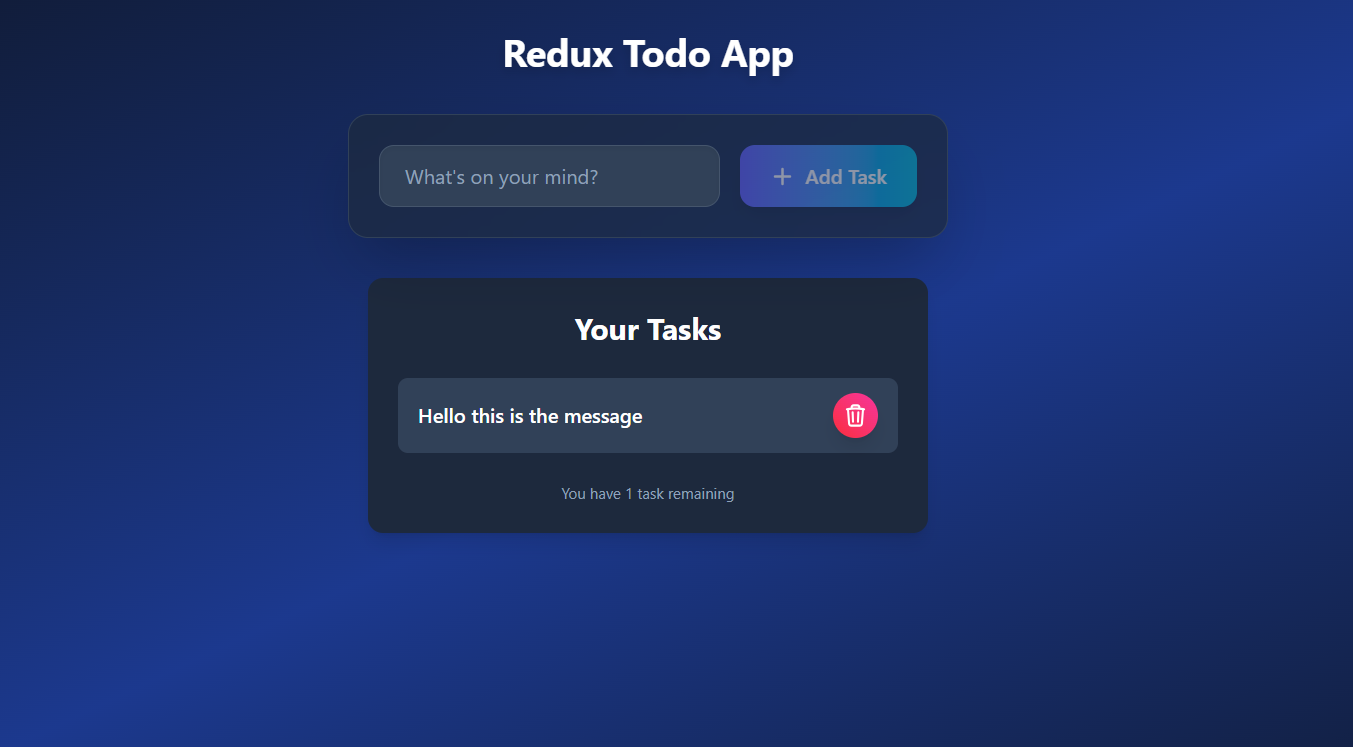 Redux Todo App
What's on your mind?
Add Task
Your Tasks
Hello this is the message
You have 1 task remaining